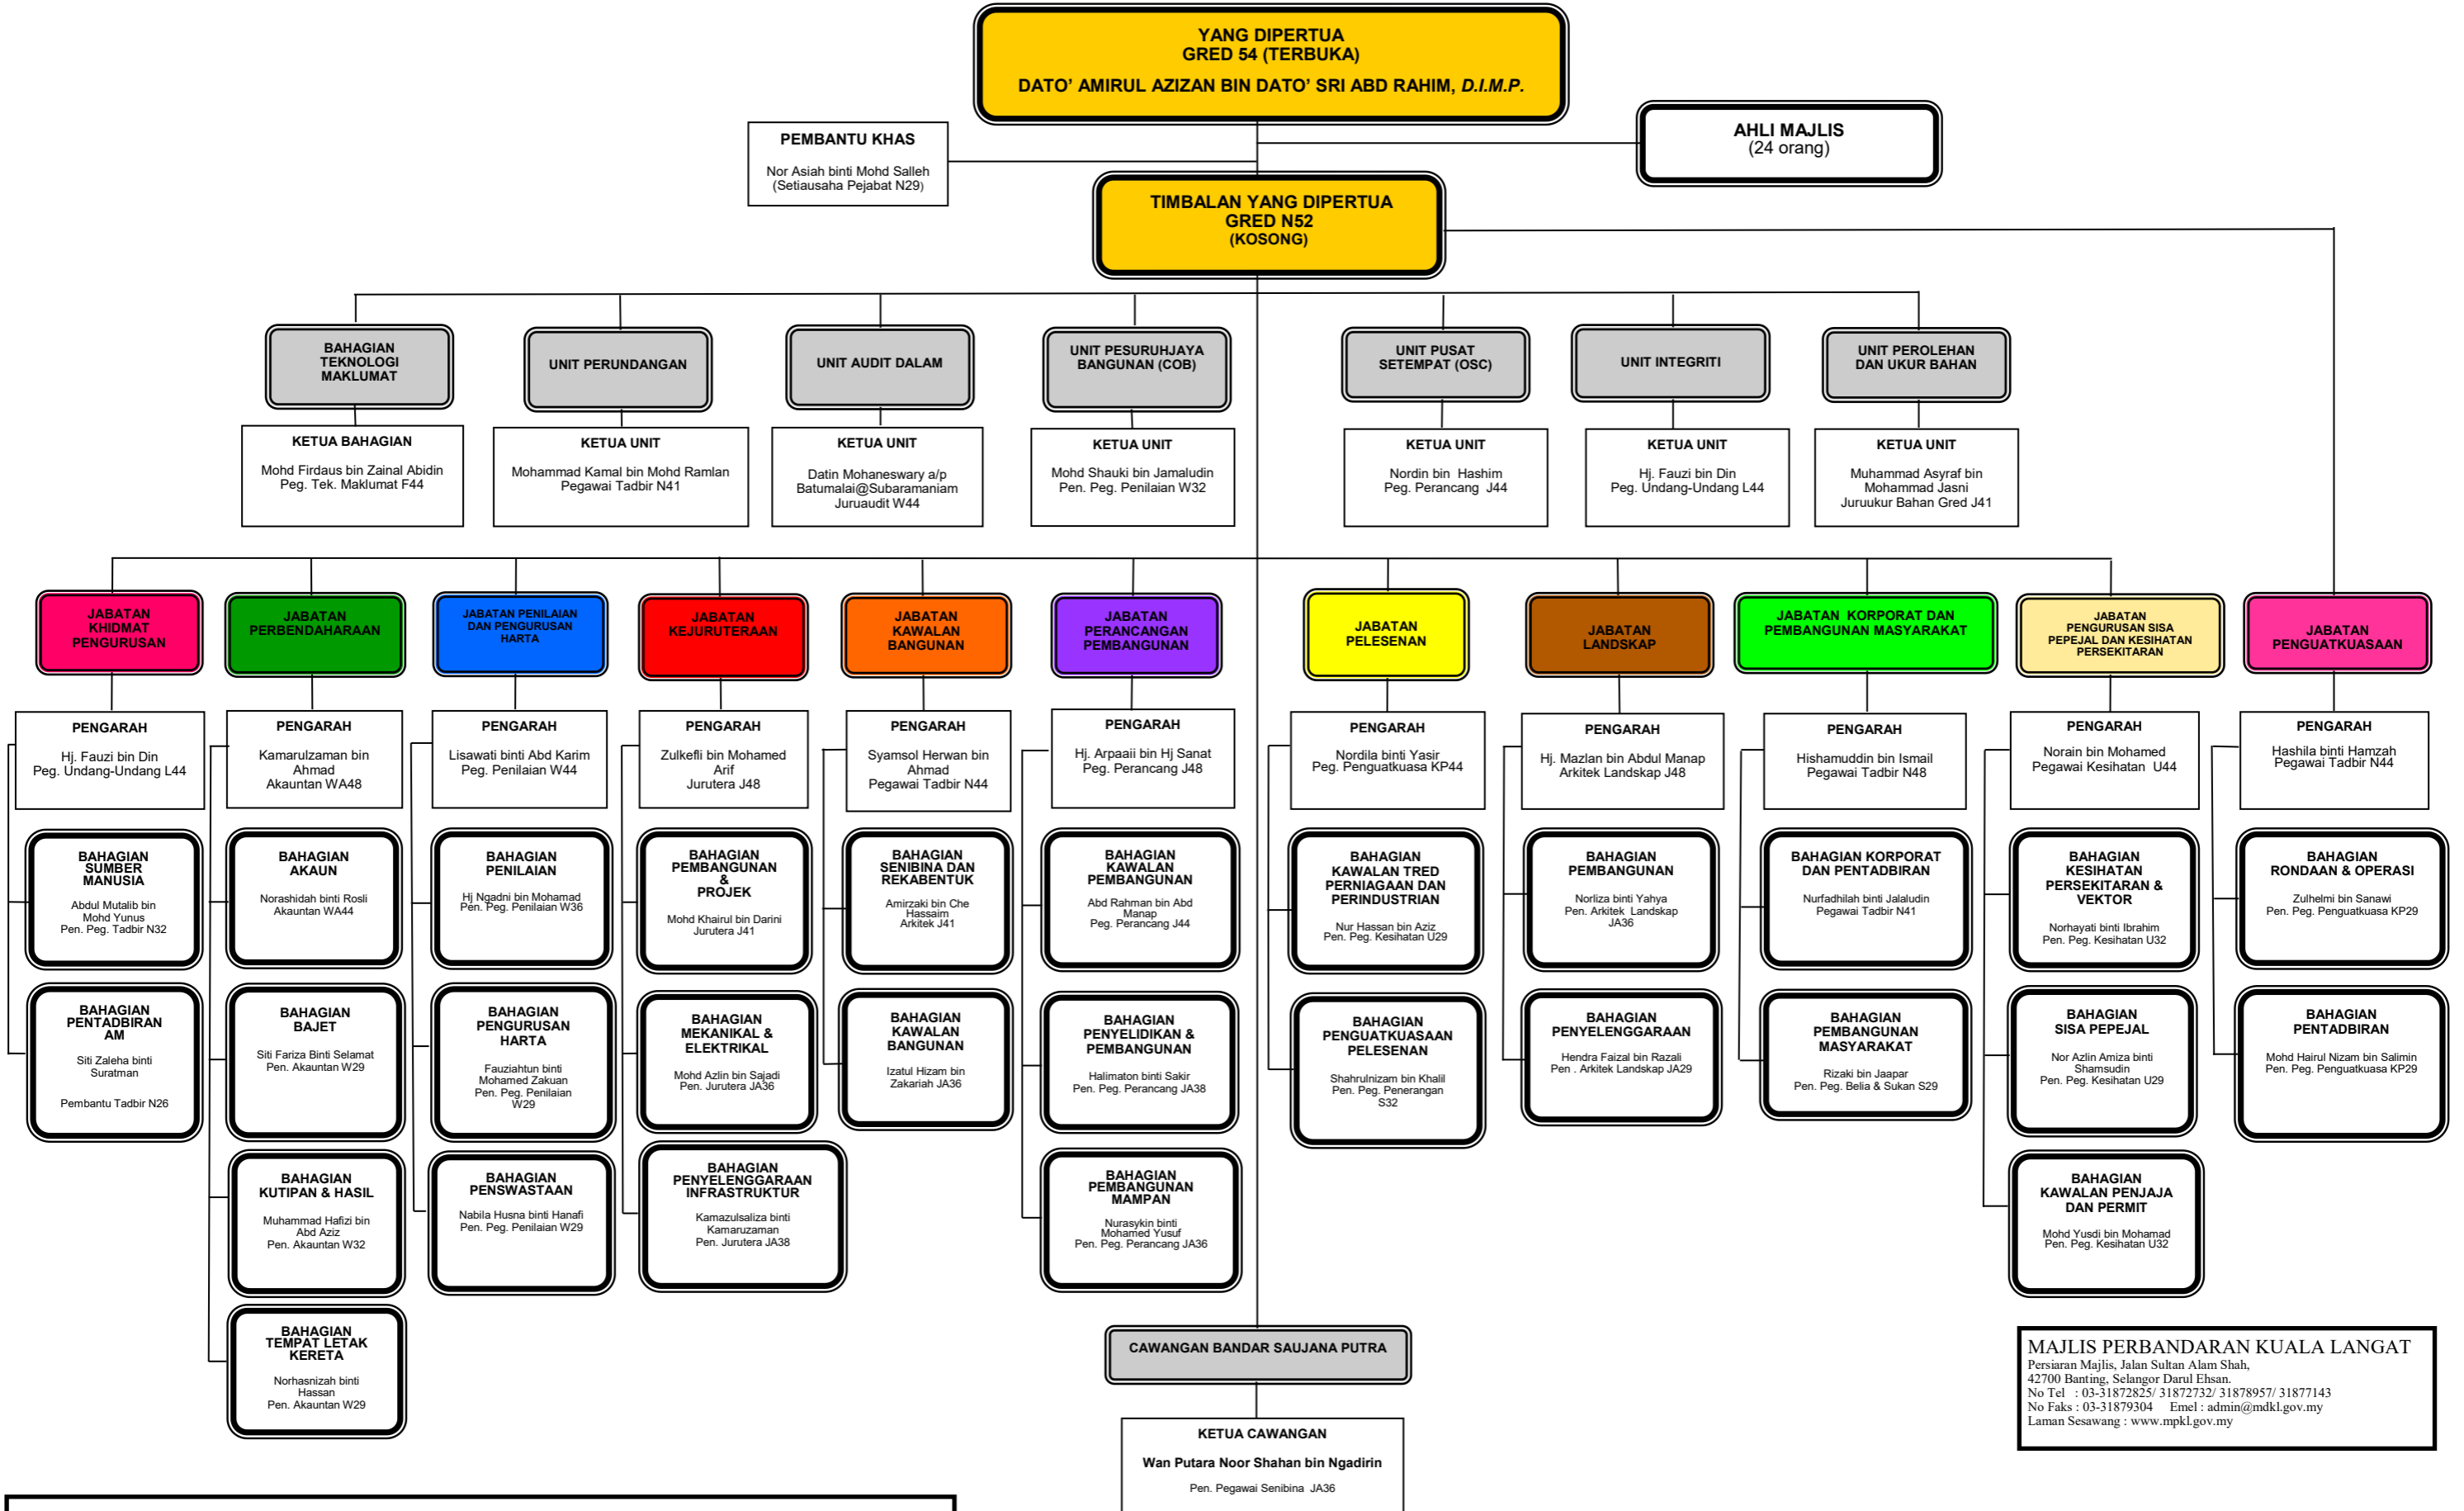 YANG DIPERTUA
GRED 54 (TERBUKA)
DATO' AMIRUL AZIZAN BIN DATO' SRI ABD RAHIM, D.I.M.P.
PEMBANTU KHAS
Nor Asiah binti Mohd Salleh
(Setiausaha Pejabat N29)
AHLI MAJLIS
(24 orang)
TIMBALAN YANG DIPERTUA
GRED N52
(KOSONG)
BAHAGIAN
TEKNOLOGI
MAKLUMAT
KETUA BAHAGIAN
Mohd Firdaus bin Zainal Abidin
Peg. Tek. Maklumat F44
UNIT PERUNDANGAN
KETUA UNIT
Mohammad Kamal bin Mohd Ramlan
Pegawai Tadbir N41
UNIT AUDIT DALAM
KETUA UNIT
Datin Mohaneswary a/p
Batumalai@Subaramaniam
Juruaudit W44
UNIT PESURUHJAYA
BANGUNAN (COB)
KETUA UNIT
Mohd Shauki bin Jamaludin
Pen. Peg. Penilaian W32
UNIT PUSAT
SETEMPAT (OSC)
KETUA UNIT
Nordin bin Hashim
Peg. Perancang J44
UNIT INTEGRITI
KETUA UNIT
Hj. Fauzi bin Din
Peg. Undang-Undang L44
UNIT PEROLEHAN
DAN UKUR BAHAN
KETUA UNIT
Muhammad Asyraf bin
Mohammad Jasni
Juruukur Bahan Gred J41
JABATAN
KHIDMAT
PENGURUSAN
PENGARAH
Hj. Fauzi bin Din
Peg. Undang-Undang L44
BAHAGIAN
SUMBER
MANUSIA
Abdul Mutalib bin
Mohd Yunus
Pen. Peg. Tadbir N32
BAHAGIAN
PENTADBIRAN
AM
Siti Zaleha binti
Suratman
Pembantu Tadbir N26
JABATAN
PERBENDAHARAAN
PENGARAH
Kamarulzaman bin
Ahmad
Akauntan WA48
BAHAGIAN
AKAUN
Norashidah binti Rosli
Akauntan WA44
BAHAGIAN
BAJET
Siti Fariza Binti Selamat
Pen. Akauntan W29
BAHAGIAN
KUTIPAN & HASIL
Muhammad Hafizi bin
Abd Aziz
Pen. Akauntan W32
BAHAGIAN
TEMPAT LETAK
KERETA
Norhasnizah binti
Hassan
Pen. Akauntan W29
JABATAN PENILAIAN
DAN PENGURUSAN
HARTA
PENGARAH
Lisawati binti Abd Karim
Peg. Penilaian W44
BAHAGIAN
PENILAIAN
Hj Ngadni bin Mohamad
Pen. Peg. Penilaian W36
BAHAGIAN
PENGURUSAN
HARTA
Fauziahtun binti
Mohamed Zakuan
Pen. Peg. Penilaian
W29
BAHAGIAN
PENSWASTAAN
Nabila Husna binti Hanafi
Pen. Peg. Penilaian W29
JABATAN
KEJURUTERAAN
PENGARAH
Zulkefli bin Mohamed
Arif
Jurutera J48
BAHAGIAN
PEMBANGUNAN
&
PROJEK
Mohd Khairul bin Darini
Jurutera J41
BAHAGIAN
MEKANIKAL &
ELEKTRIKAL
Mohd Azlin bin Sajadi
Pen. Jurutera JA36
BAHAGIAN
PENYELENGGARAAN
INFRASTRUKTUR
Kamazulsaliza binti
Kamaruzaman
Pen. Jurutera JA38
JABATAN
KAWALAN
BANGUNAN
PENGARAH
Syamsol Herwan bin
Ahmad
Pegawai Tadbir N44
BAHAGIAN
SENIBINA DAN
REKABENTUK
Amirzaki bin Che
Hassaim
Arkitek J41
BAHAGIAN
KAWALAN
BANGUNAN
Izatul Hizam bin
Zakariah JA36
JABATAN
PERANCANGAN
PEMBANGUNAN
PENGARAH
Hj. Arpaaii bin Hj Sanat
Peg. Perancang J48
BAHAGIAN
KAWALAN
PEMBANGUNAN
Abd Rahman bin Abd
Manap
Peg. Perancang J44
BAHAGIAN
PENYELIDIKAN &
PEMBANGUNAN
Halimaton binti Sakir
Pen. Peg. Perancang JA38
BAHAGIAN
PEMBANGUNAN
MAMPAN
Nurasykin binti
Mohamed Yusuf
Pen. Peg. Perancang JA36
JABATAN
PELESENAN
PENGARAH
Nordila binti Yasir
Peg. Penguatkuasa KP44
BAHAGIAN
KAWALAN TRED
PERNIAGAAN DAN
PERINDUSTRIAN
Nur Hassan bin Aziz
Pen. Peg. Kesihatan U29
BAHAGIAN
PENGUATKUASAAN
PELESENAN
Shahrulnizam bin Khalil
Pen. Peg. Penerangan
S32
JABATAN
LANDSKAP
PENGARAH
Hj. Mazlan bin Abdul Manap
Arkitek Landskap J48
BAHAGIAN
PEMBANGUNAN
Norliza binti Yahya
Pen. Arkitek Landskap
JA36
BAHAGIAN
PENYELENGGARAAN
Hendra Faizal bin Razali
Pen . Arkitek Landskap JA29
JABATAN KORPORAT DAN
PEMBANGUNAN MASYARAKAT
PENGARAH
Hishamuddin bin Ismail
Pegawai Tadbir N48
BAHAGIAN KORPORAT
DAN PENTADBIRAN
Nurfadhilah binti Jalaludin
Pegawai Tadbir N41
BAHAGIAN
PEMBANGUNAN
MASYARAKAT
Rizaki bin Jaapar
Pen. Peg. Belia & Sukan S29
JABATAN
PENGURUSAN SISA
PEPEJAL DAN KESIHATAN
PERSEKITARAN
PENGARAH
Norain bin Mohamed
Pegawai Kesihatan U44
BAHAGIAN
KESIHATAN
PERSEKITARAN &
VEKTOR
Norhayati binti Ibrahim
Pen. Peg. Kesihatan U32
BAHAGIAN
SISA PEPEJAL
Nor Azlin Amiza binti
Shamsudin
Pen. Peg. Kesihatan U29
BAHAGIAN
KAWALAN PENJAJA
DAN PERMIT
Mohd Yusdi bin Mohamad
Pen. Peg. Kesihatan U32
JABATAN
PENGUATKUASAAN
PENGARAH
Hashila binti Hamzah
Pegawai Tadbir N44
BAHAGIAN
RONDAAN & OPERASI
Zulhelmi bin Sanawi
Pen. Peg. Penguatkuasa KP29
BAHAGIAN
PENTADBIRAN
Mohd Hairul Nizam bin Salimin
Pen. Peg. Penguatkuasa KP29
CAWANGAN BANDAR SAUJANA PUTRA
KETUA CAWANGAN
Wan Putara Noor Shahan bin Ngadirin
Pen. Pegawai Senibina JA36
MAJLIS PERBANDARAN KUALA LANGAT
Persiaran Majlis, Jalan Sultan Alam Shah,
42700 Banting, Selangor Darul Ehsan.
No Tel : 03-31872825/ 31872732/ 31878957/ 31877143
No Faks : 03-31879304 Emel : admin@mdkl.gov.my
Laman Sesawang : www.mpkl.gov.my